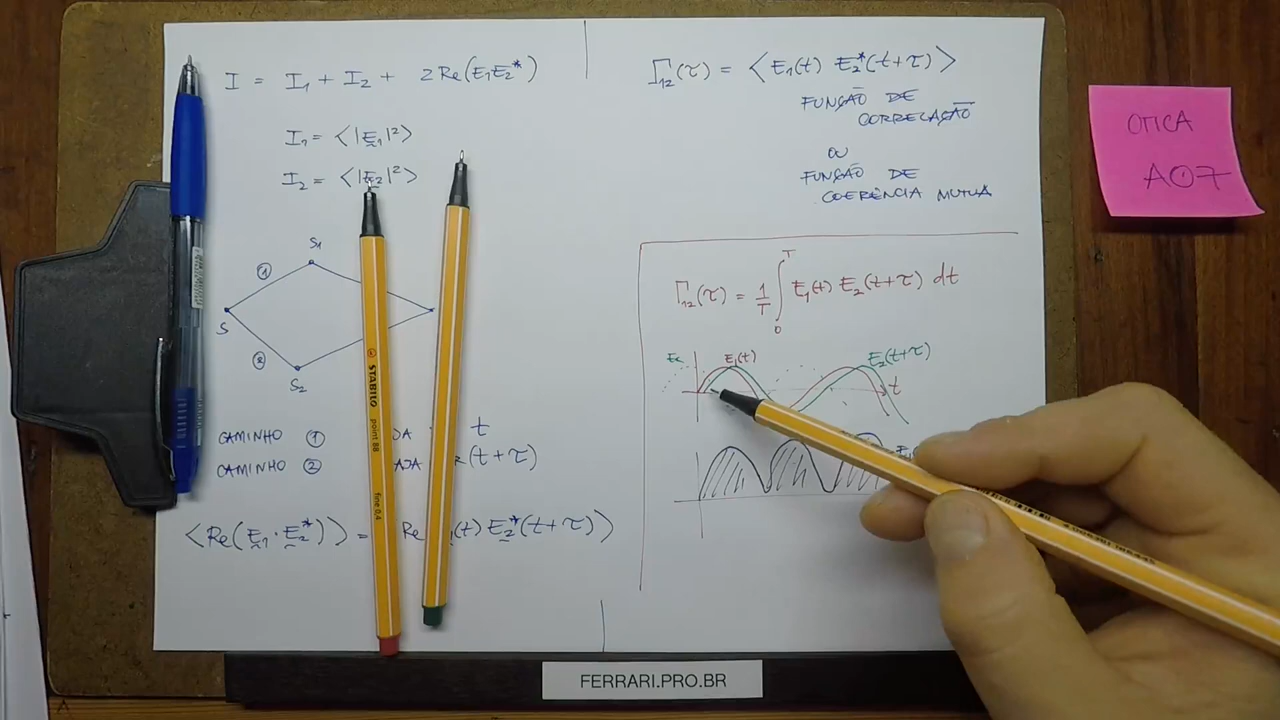 I = I₁ + I₂ + 2Re(E₁E₂*)
I₁ = ⟨|E₁|²⟩
I₂ = ⟨|E₂|²⟩
S₁
①
S
②
S₂
CAMINHO ① t
CAMINHO ② (t+τ)
⟨Re(E₁·E₂*)⟩ = Re (t) E₂*(t+τ)⟩
Γ₁₂(τ) = ⟨E₁(t) E₂*(t+τ)⟩
FUNÇÃO DE
CORRELAÇÃO
OU
FUNÇÃO DE
COERÊNCIA MUTUA
Γ₁₂(τ) = 1/T ∫₀ᵀ E₁(t) E₂(t+τ) dt
E₁(t) E₂(t+τ)
t
OTICA
A07
STABILO
point 88
fine 0,4
FERRARI.PRO.BR